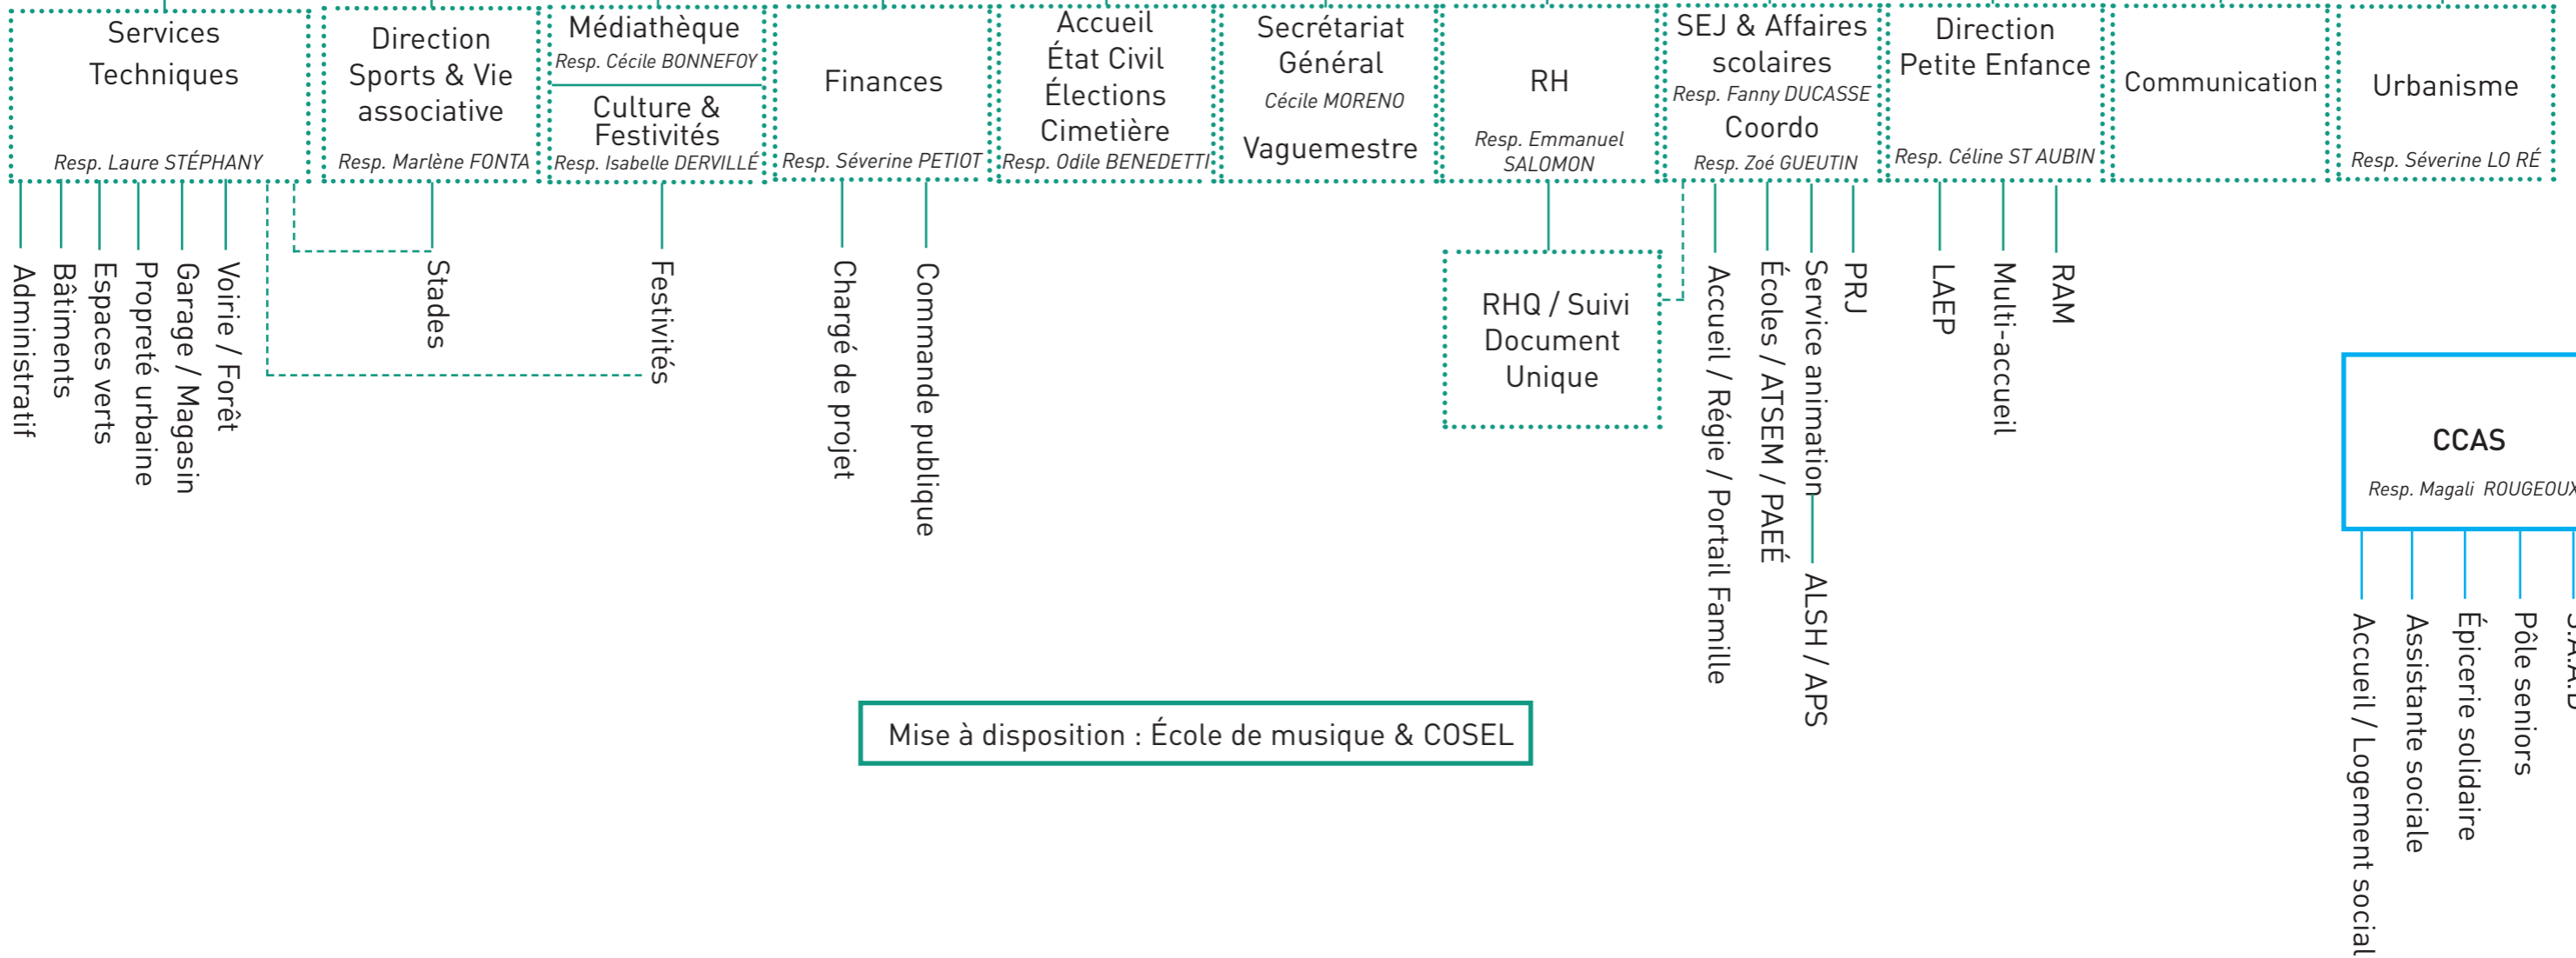 Services
Techniques
Resp. Laure STÉPHANY
Administratif
Bâtiments
Espaces verts
Propreté urbaine
Garage / Magasin
Voirie / Forêt
Direction
Sports & Vie
associative
Resp. Marlène FONTA
Stades
Médiathèque
Resp. Cécile BONNEFOY
Culture &
Festivités
Resp. Isabelle DERVILLÉ
Festivités
Finances
Resp. Séverine PETIOT
Chargé de projet
Commande publique
Accueil
État Civil
Élections
Cimetière
Resp. Odile BENEDETTI
Secrétariat
Général
Cécile MORENO
Vaguemestre
RH
Resp. Emmanuel
SALOMON
RHQ / Suivi
Document
Unique
SEJ & Affaires
scolaires
Resp. Fanny DUCASSE
Coordo
Resp. Zoé GUEUTIN
Accueil / Régie / Portail Famille
Écoles / ATSEM / PAEÉ
Service animation
ALSH / APS
PRJ
Direction
Petite Enfance
Resp. Céline ST AUBIN
LAEP
Multi-accueil
RAM
Communication
Urbanisme
Resp. Séverine LO RÉ
CCAS
Resp. Magali ROUGEOUX
Accueil / Logement social
Assistante sociale
Épicerie solidaire
Pôle seniors
S.A.A.D
Mise à disposition : École de musique & COSEL